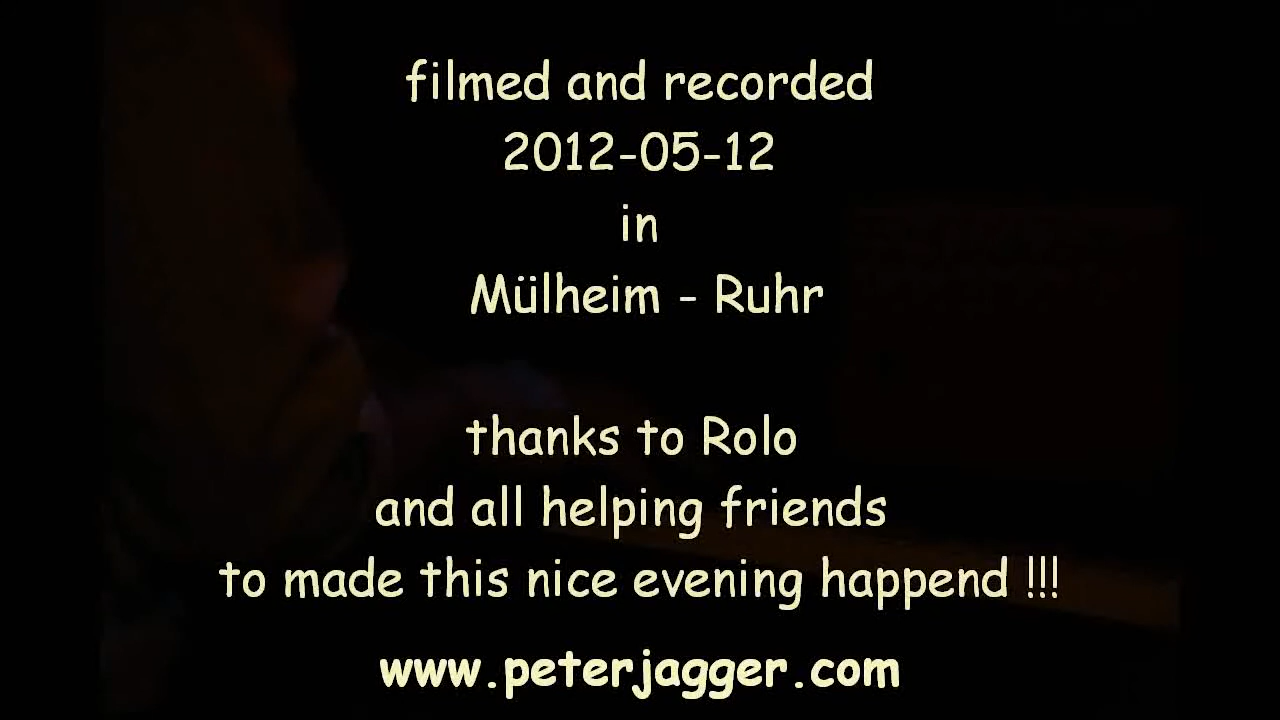 filmed and recorded
2012-05-12
in
Mülheim - Ruhr
thanks to Rolo
and all helping friends
to made this nice evening happend !!!
www.peterjagger.com